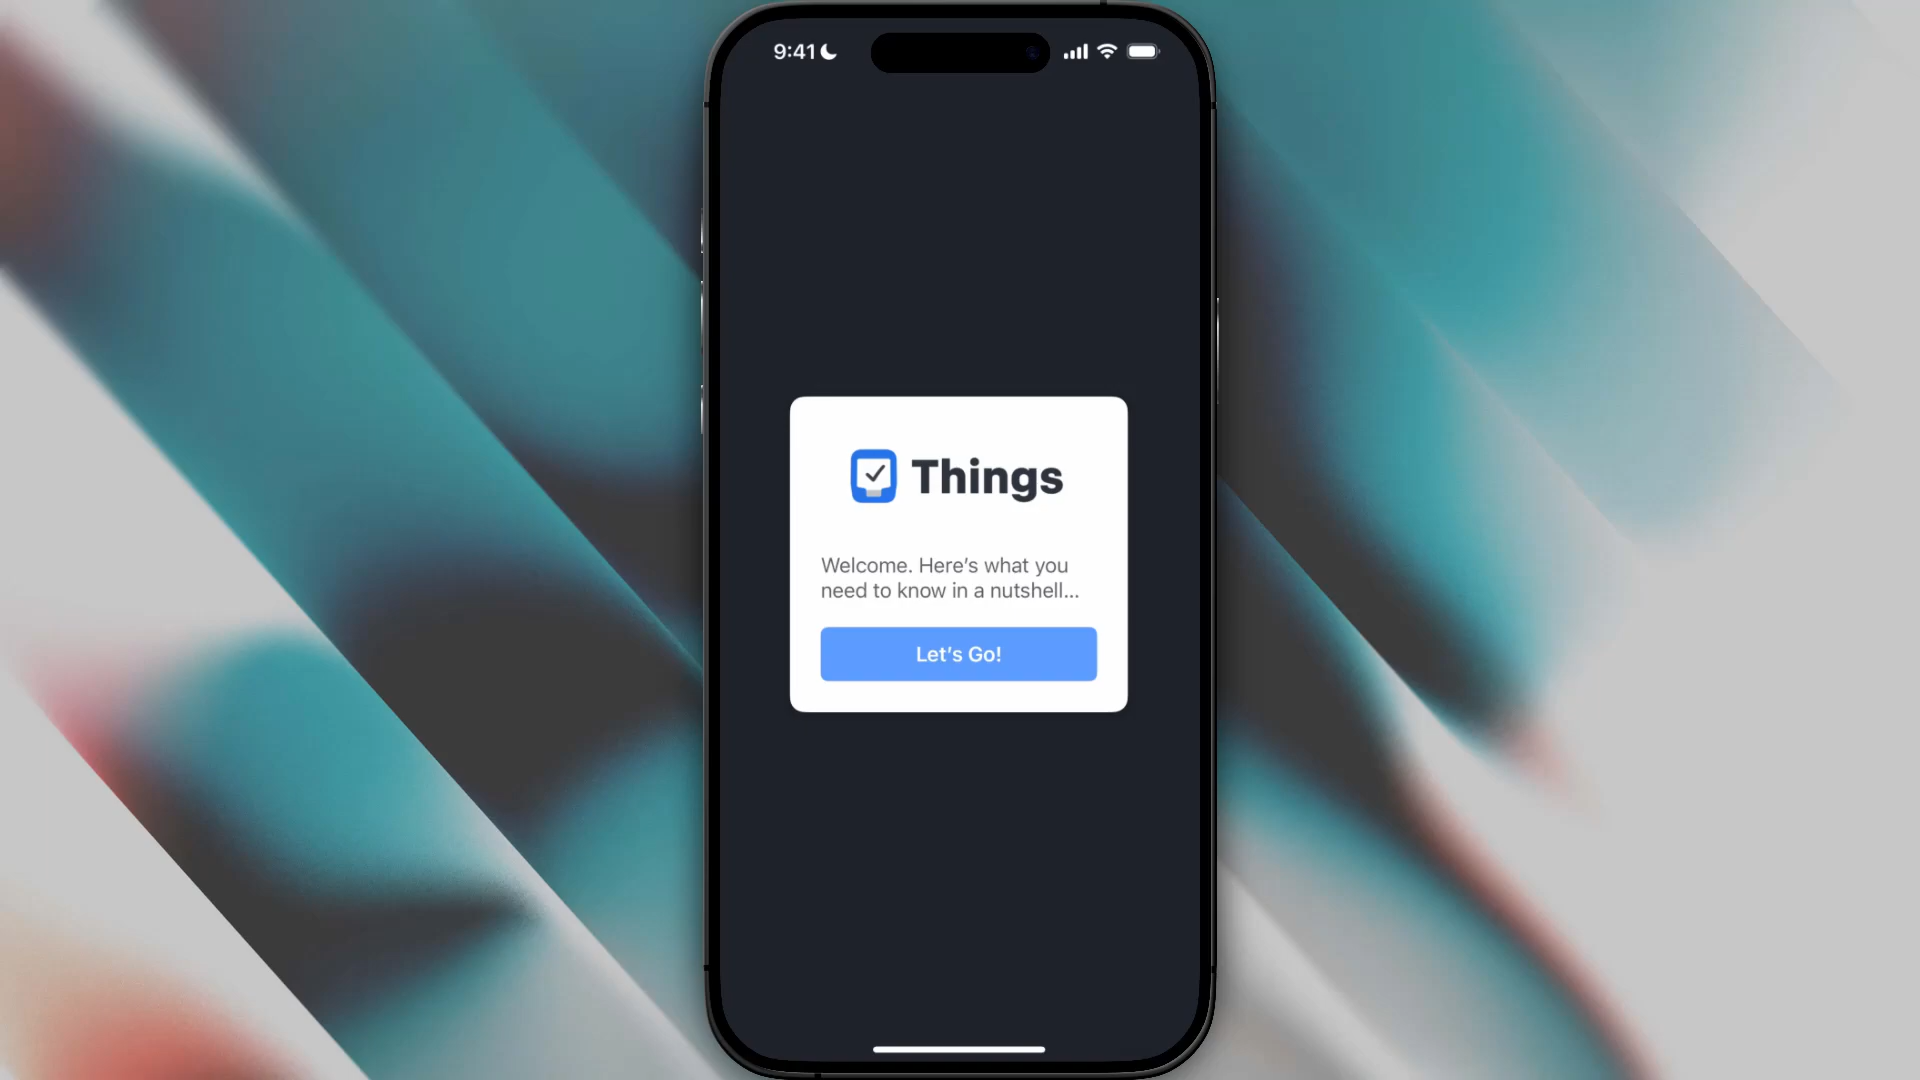 9:41
Things
Welcome. Here's what you
need to know in a nutshell...
Let's Go!